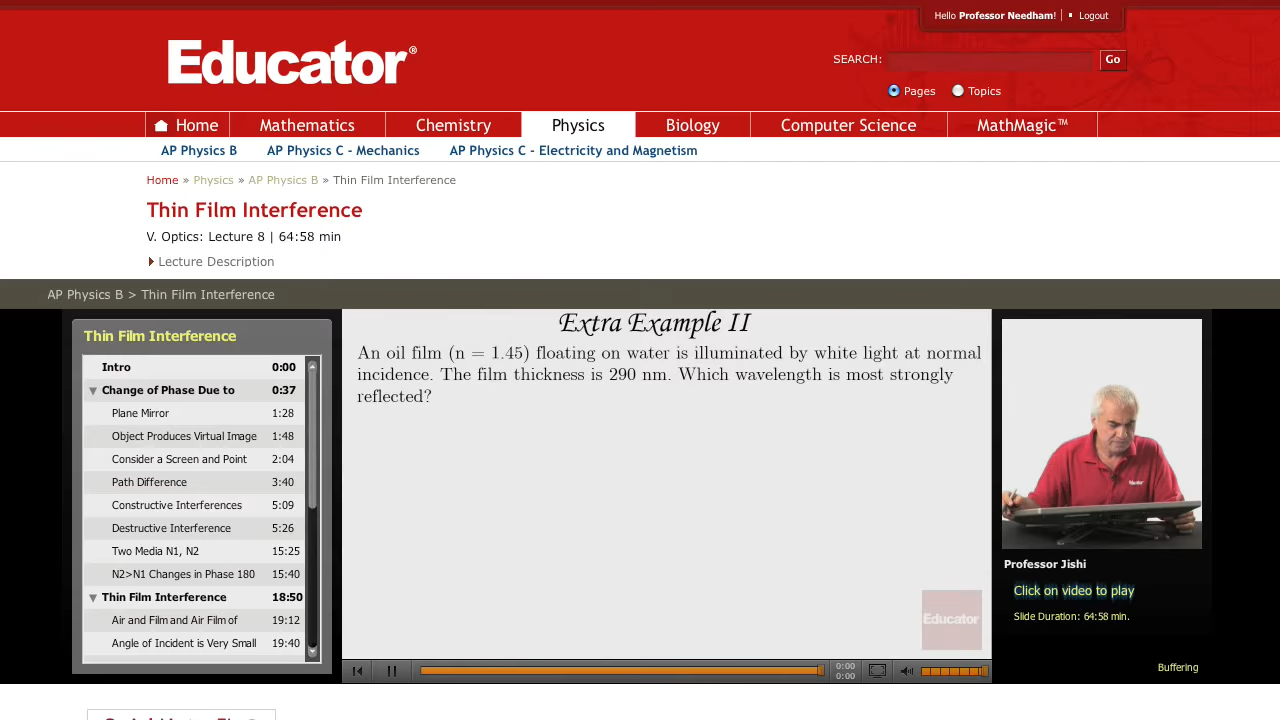 Hello Professor Needham! Logout
Educator®
SEARCH: Go
Pages Topics
Home Mathematics Chemistry Physics Biology Computer Science MathMagic™
AP Physics B AP Physics C - Mechanics AP Physics C - Electricity and Magnetism
Home » Physics » AP Physics B » Thin Film Interference
Thin Film Interference
V. Optics: Lecture 8 | 64:58 min
Lecture Description
AP Physics B > Thin Film Interference
Thin Film Interference
Intro 0:00
Change of Phase Due to 0:37
Plane Mirror 1:28
Object Produces Virtual Image 1:48
Consider a Screen and Point 2:04
Path Difference 3:40
Constructive Interferences 5:09
Destructive Interference 5:26
Two Media N1, N2 15:25
N2>N1 Changes in Phase 180 15:40
Thin Film Interference 18:50
Air and Film and Air Film of 19:12
Angle of Incident is Very Small 19:40
Extra Example II
An oil film (n = 1.45) floating on water is illuminated by white light at normal
incidence. The film thickness is 290 nm. Which wavelength is most strongly
reflected?
Educator
0:00
0:00
Professor Jishi
Click on video to play
Slide Duration: 64:58 min.
Buffering